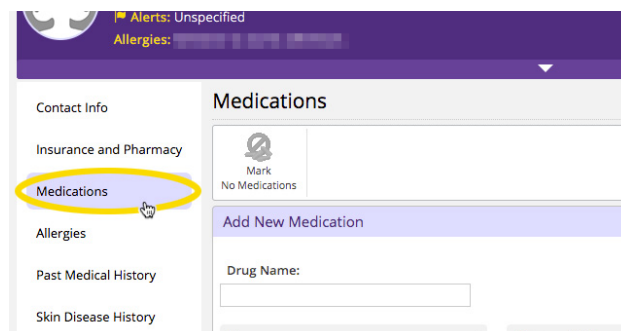 Alerts: Unspecified
Allergies:
Contact Info
Insurance and Pharmacy
Medications
Allergies
Past Medical History
Skin Disease History
Medications
Mark
No Medications
Add New Medication
Drug Name: